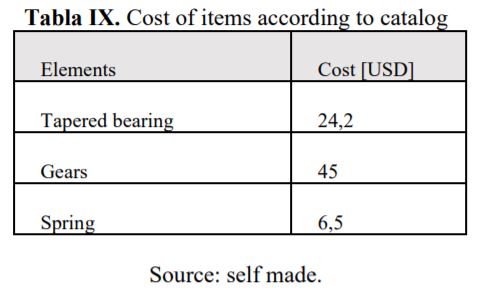 Tabla IX. Cost of items according to catalog
Elements Cost [USD]
Tapered bearing 24,2
Gears 45
Spring 6,5
Source: self made.